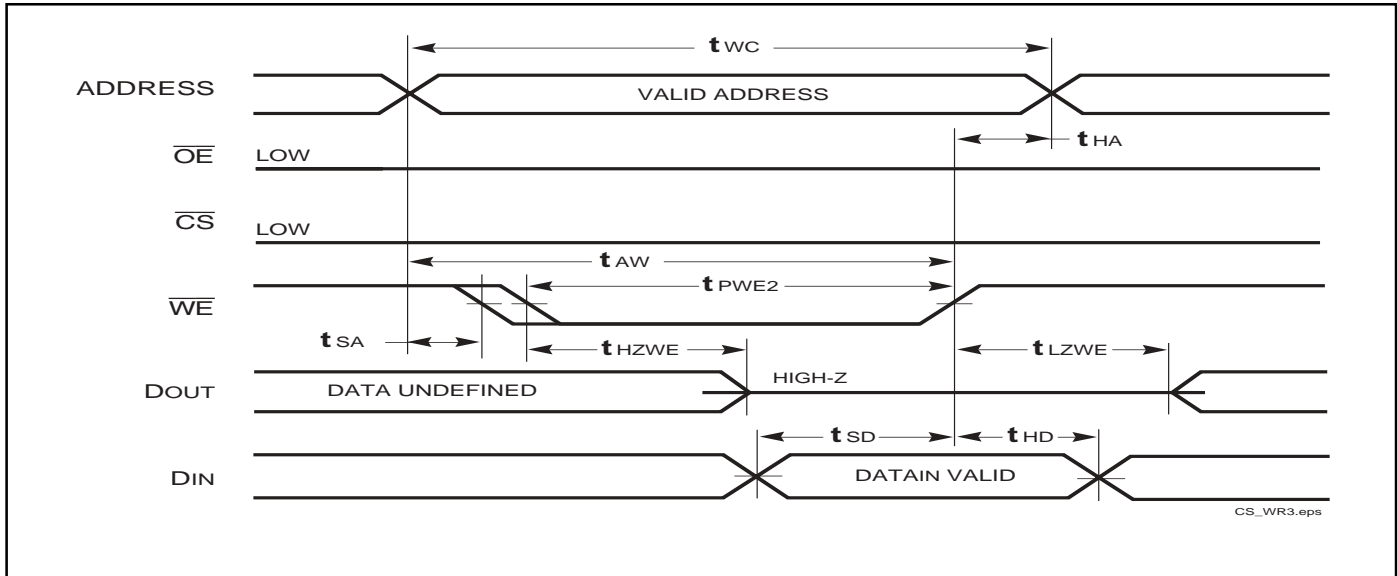 t WC
ADDRESS
VALID ADDRESS
t HA
OE
LOW
CS
LOW
t AW
t PWE2
WE
t SA
t HZWE
t LZWE
DOUT
DATA UNDEFINED
HIGH-Z
t SD
t HD
DIN
DATAIN VALID
CS_WR3.eps